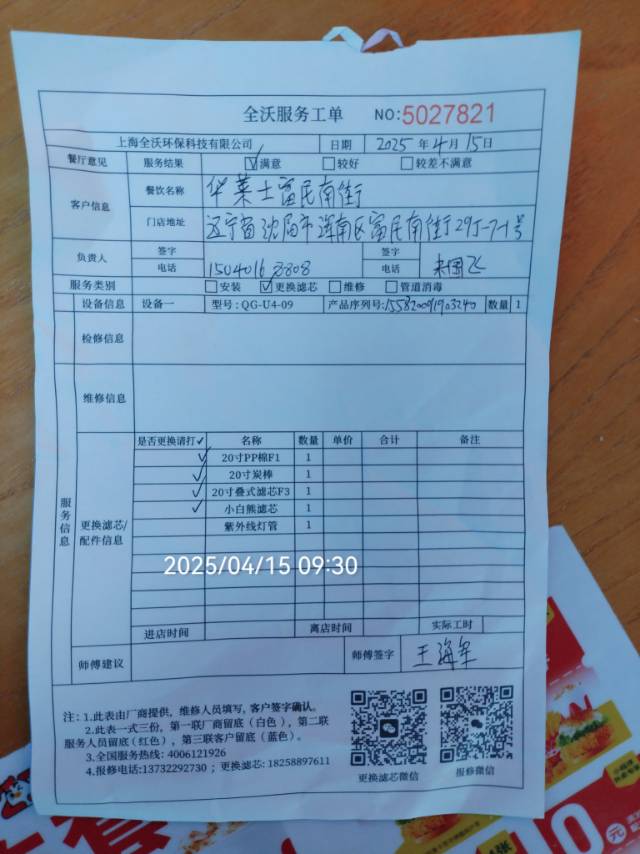 全沃服务工单 NO:5027821
上海全沃环保科技有限公司 日期 2025 年 4 月 15 日
餐厅意见 服务结果 ☑满意 □较好 □较差不满意
客户信息 餐饮名称 华莱士富民南街
门店地址 辽宁省沈阳市浑南区富民南街29J-7-1号
负责人 签字 签字
电话 电话
服务类别 □安装 ☑更换滤芯 □维修 □管道消毒
设备信息 设备一 型号:QG-U4-09 产品序列号: 数量 1
检修信息
维修信息
服务信息
更换滤芯/配件信息
是否更换请打✓ 名称 数量 单价 合计 备注
✓ 20寸PP棉F1 1
✓ 20寸炭棒 1
✓ 20寸叠式滤芯F3 1
✓ 小白熊滤芯 1
紫外线灯管 1
2025/04/15 09:30
进店时间 离店时间 实际工时
师傅建议 师傅签字 王海军
注：1.此表由厂商提供，维修人员填写，客户签字确认。
2.此表一式三份，第一联厂商留底（白色），第二联
服务人员留底(红色），第三联客户留底（蓝色）。
3.全国服务热线: 4006121926
4.报修电话:13732292730 ；更换滤芯: 18258897611
更换滤芯微信 报修微信
元